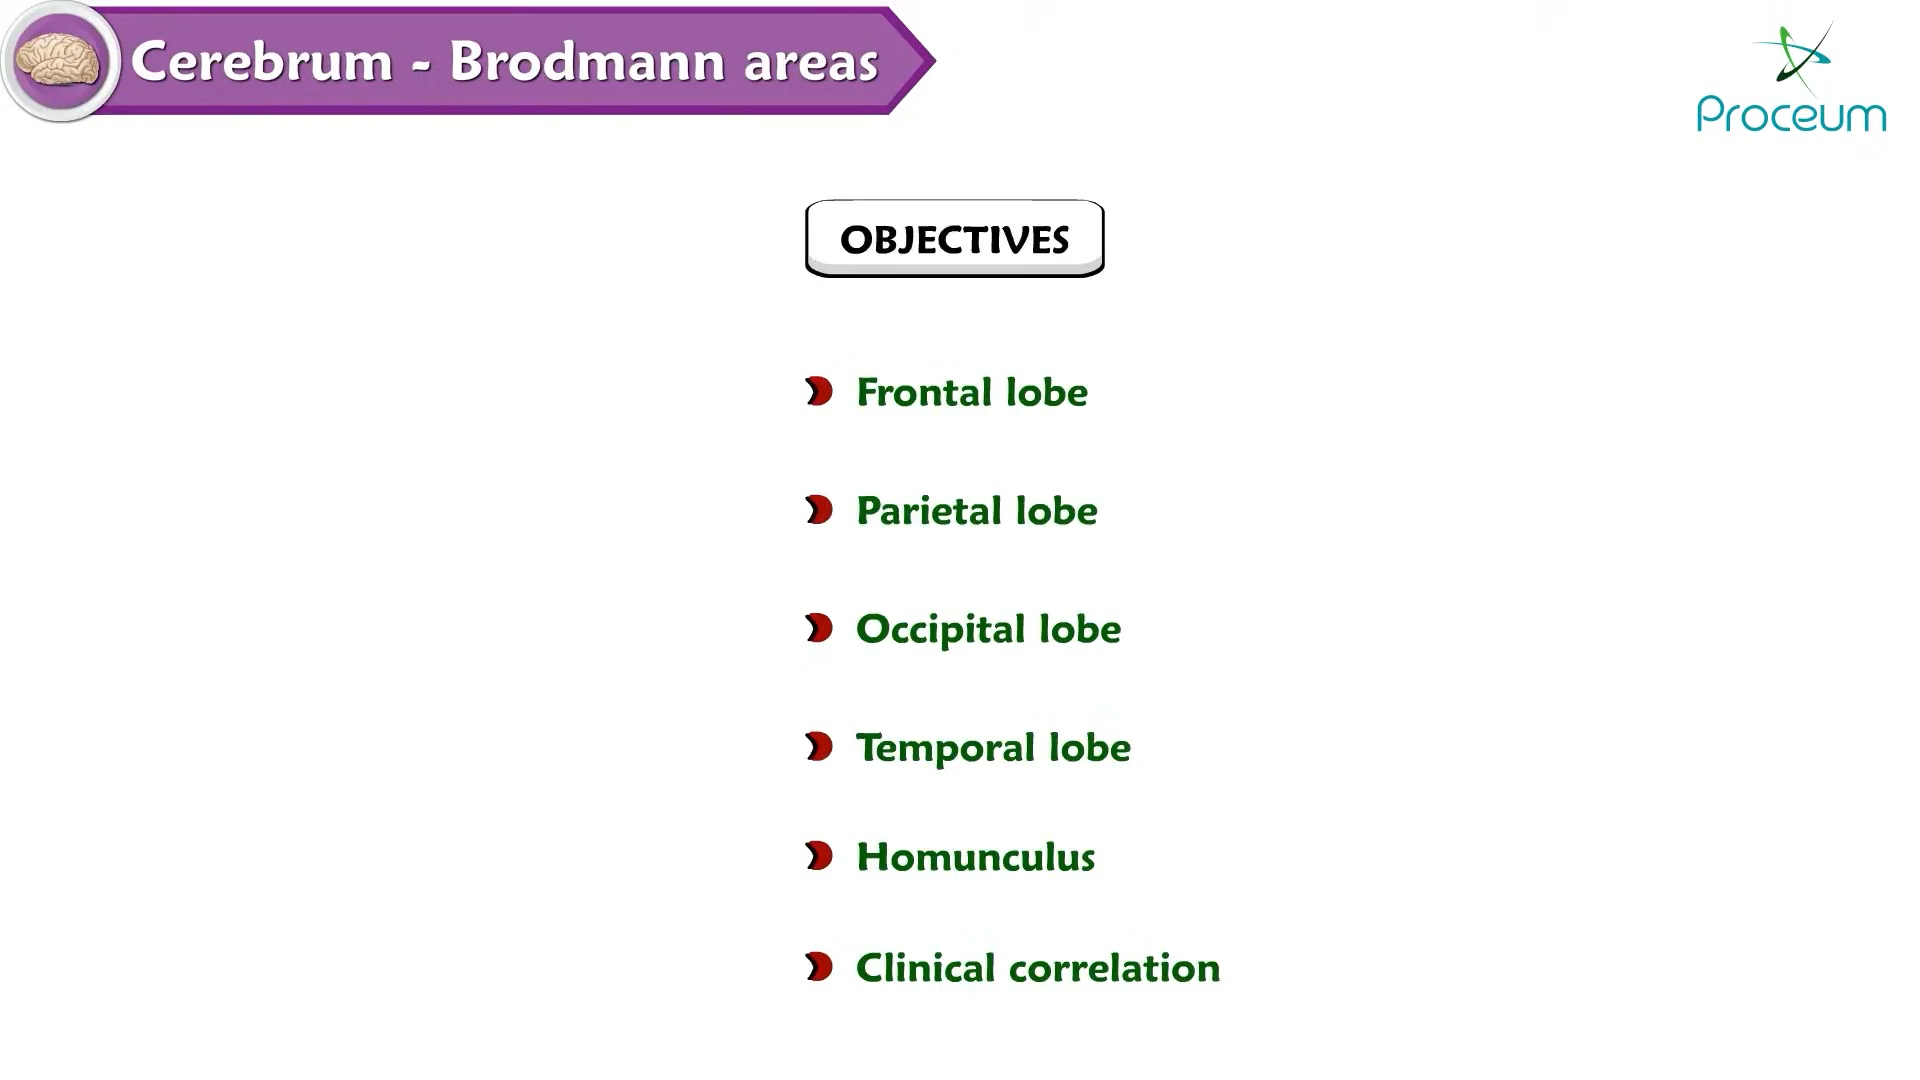 Cerebrum - Brodmann areas
Proceum
OBJECTIVES
Frontal lobe
Parietal lobe
Occipital lobe
Temporal lobe
Homunculus
Clinical correlation